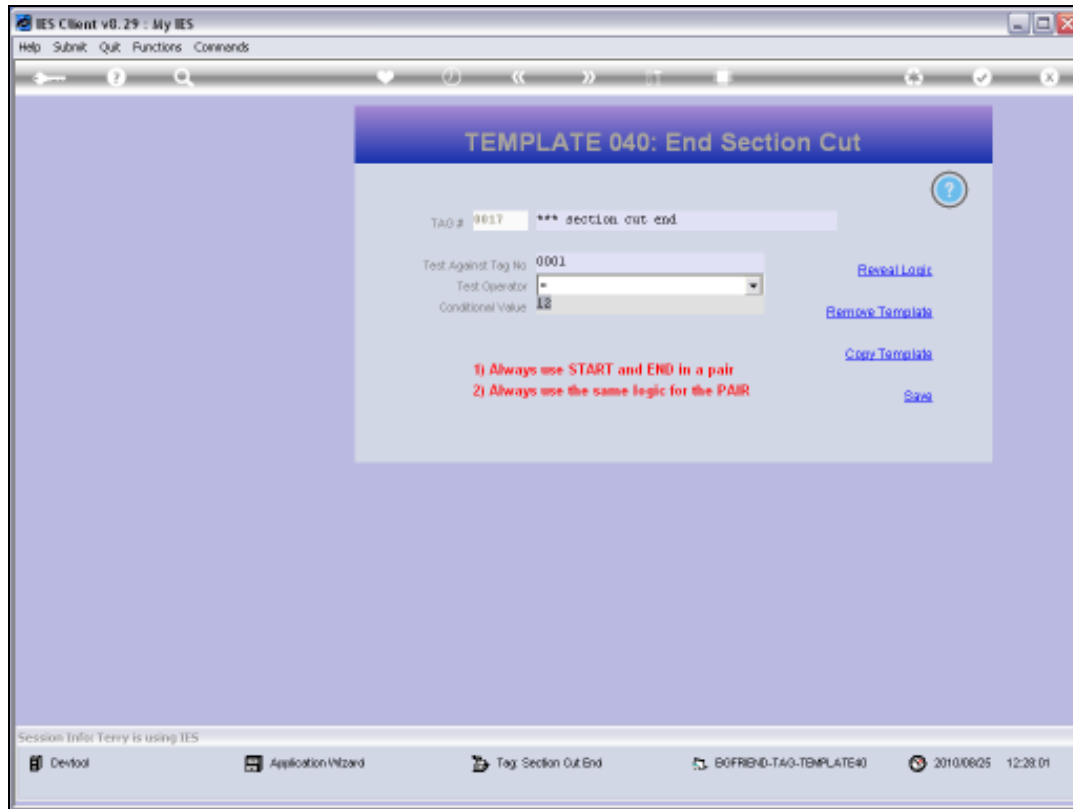 IES Client v8.29 : My IES
Help Submit Quit Functions Commands
TEMPLATE 040: End Section Cut
TAG # 0017 *** section cut end
Test Against Tag No 0001
Test Operator =
Conditional Value 12
Reveal Logic
Remove Template
Copy Template
Save
1) Always use START and END in a pair
2) Always use the same logic for the PAIR
Session Info: Terry is using IES
Devtool Application Wizard Tag: Section Cut End BGFRIEND-TAG-TEMPLATE40 2010/08/25 12:28:01